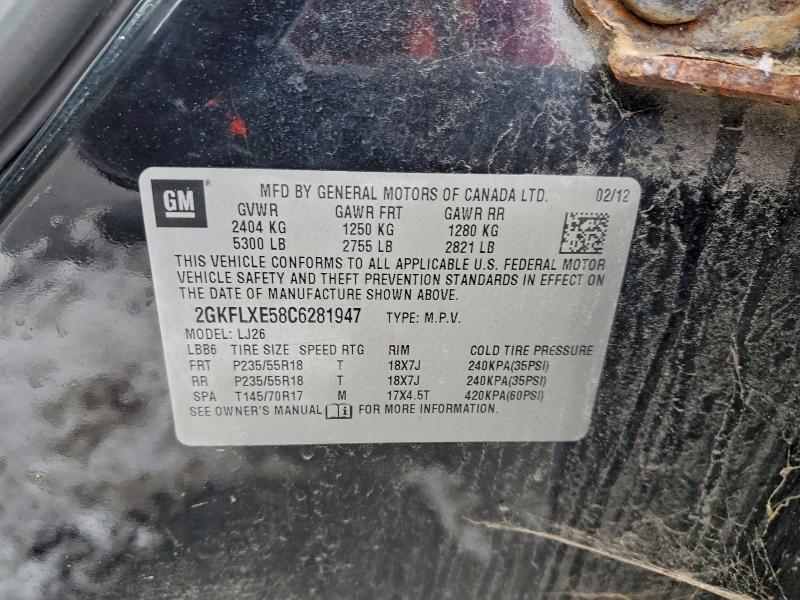 GM MFD BY GENERAL MOTORS OF CANADA LTD. 02/12
GVWR GAWR FRT GAWR RR
2404 KG 1250 KG 1280 KG
5300 LB 2755 LB 2821 LB
THIS VEHICLE CONFORMS TO ALL APPLICABLE U.S. FEDERAL MOTOR
VEHICLE SAFETY AND THEFT PREVENTION STANDARDS IN EFFECT ON
THE DATE OF MANUFACTURE SHOWN ABOVE.
2GKFLXE58C6281947 TYPE: M.P.V.
MODEL: LJ26
LBB6 TIRE SIZE SPEED RTG RIM COLD TIRE PRESSURE
FRT P235/55R18 T 18X7J 240KPA(35PSI)
RR P235/55R18 T 18X7J 240KPA(35PSI)
SPA T145/70R17 M 17X4.5T 420KPA(60PSI)
SEE OWNER'S MANUAL FOR MORE INFORMATION.